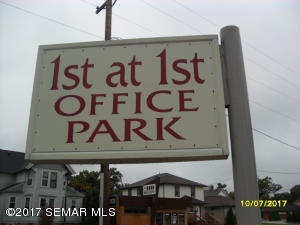 1st at 1st
OFFICE
PARK
10/07/2017
©2017 SEMAR MLS